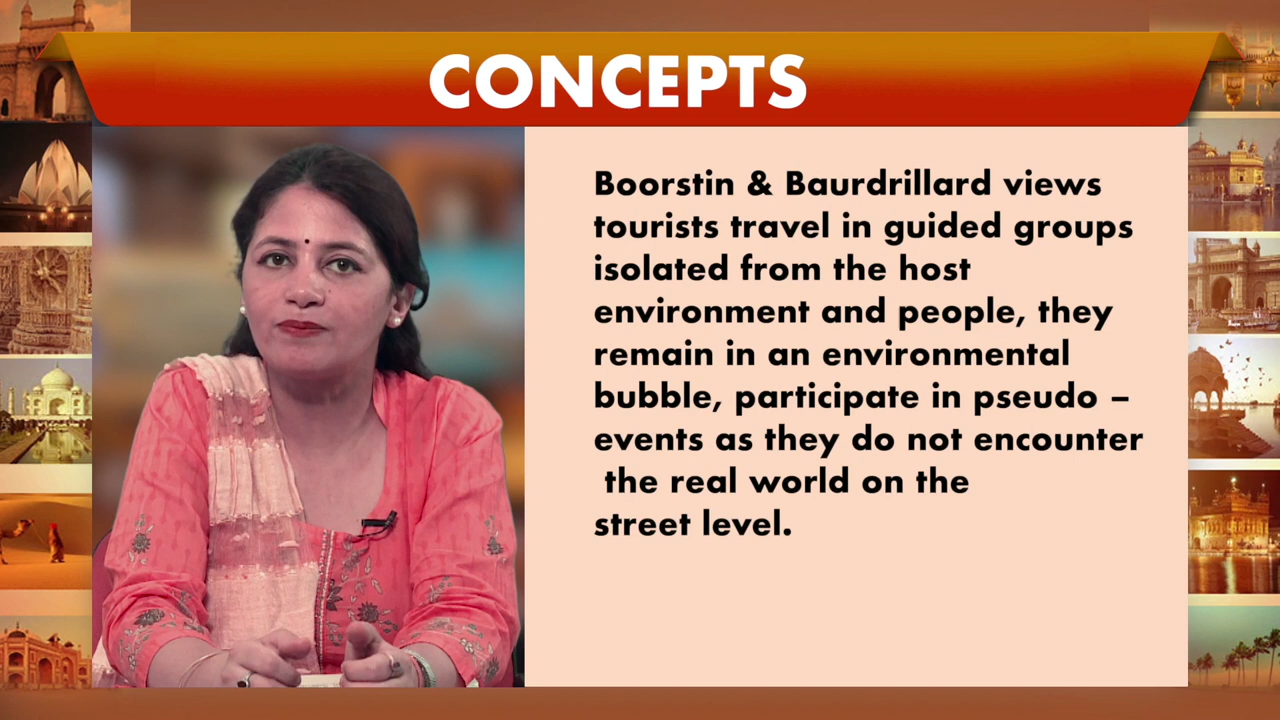 CONCEPTS
Boorstin & Baurdrillard views
tourists travel in guided groups
isolated from the host
environment and people, they
remain in an environmental
bubble, participate in pseudo –
events as they do not encounter
the real world on the
street level.